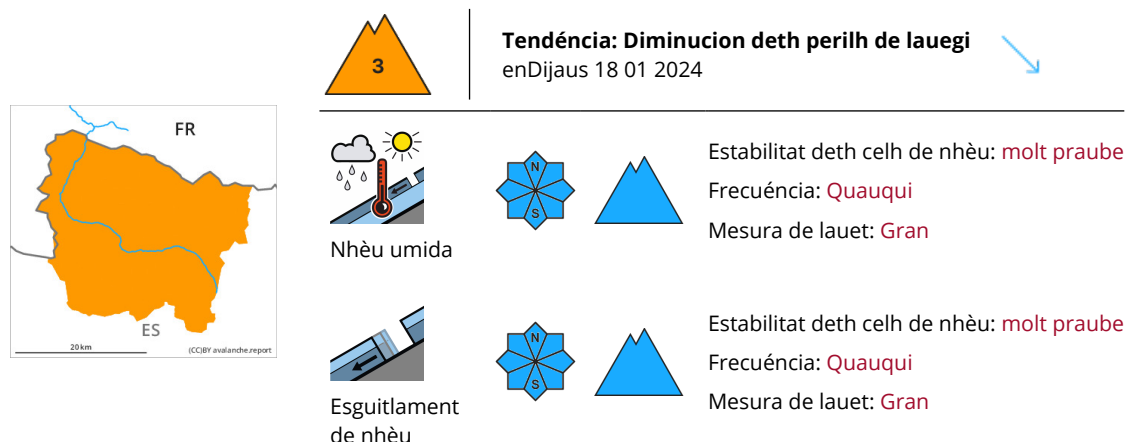 3
Tendéncia: Diminucion deth perilh de lauegi
enDijaus 18 01 2024
FR
ES
20 km
(CC)BY avalanche.report
N
S
Estabilitat deth celh de nhèu: molt praube
Frecuéncia: Quauqui
Mesura de lauet: Gran
Nhèu umida
N
S
Estabilitat deth celh de nhèu: molt praube
Frecuéncia: Quauqui
Mesura de lauet: Gran
Esguitlament
de nhèu